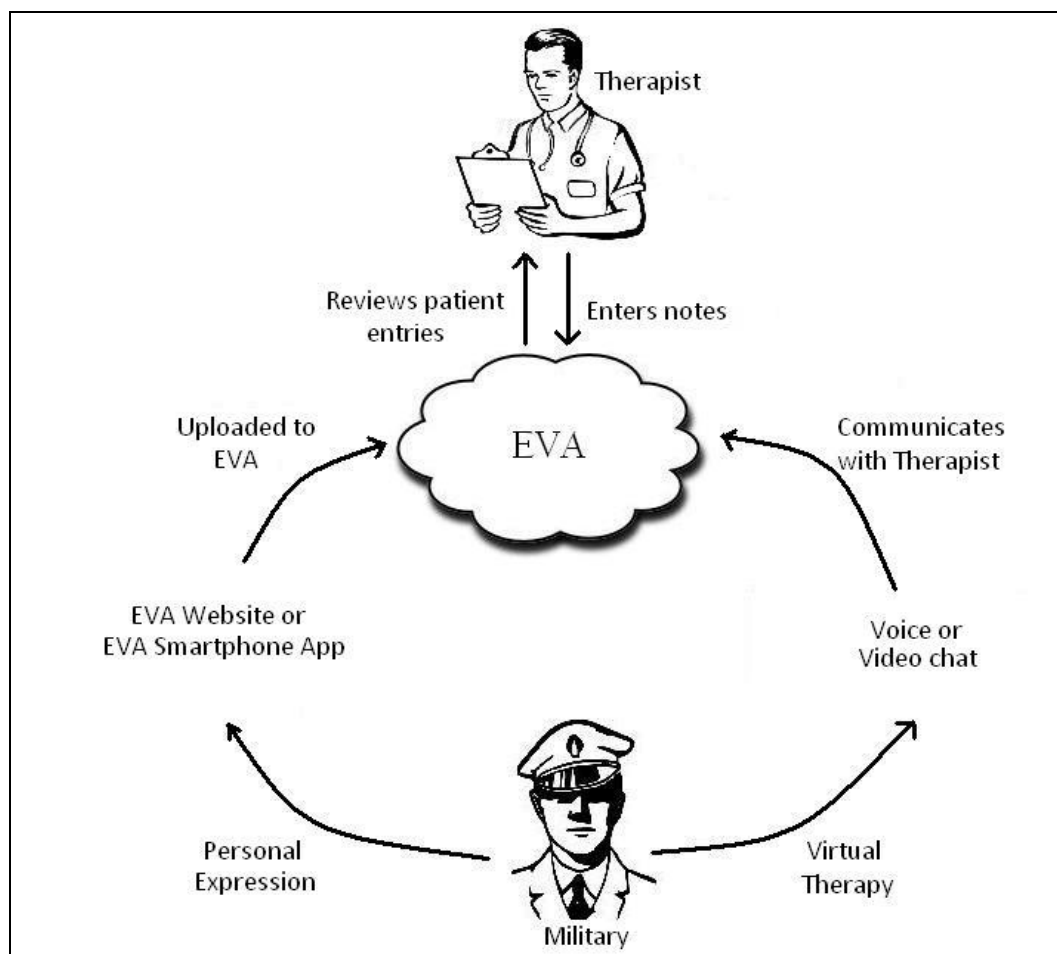 Therapist
Reviews patient
entries
Enters notes
Uploaded to
EVA
EVA
Communicates
with Therapist
EVA Website or
EVA Smartphone App
Voice or
Video chat
Personal
Expression
Virtual
Therapy
Military